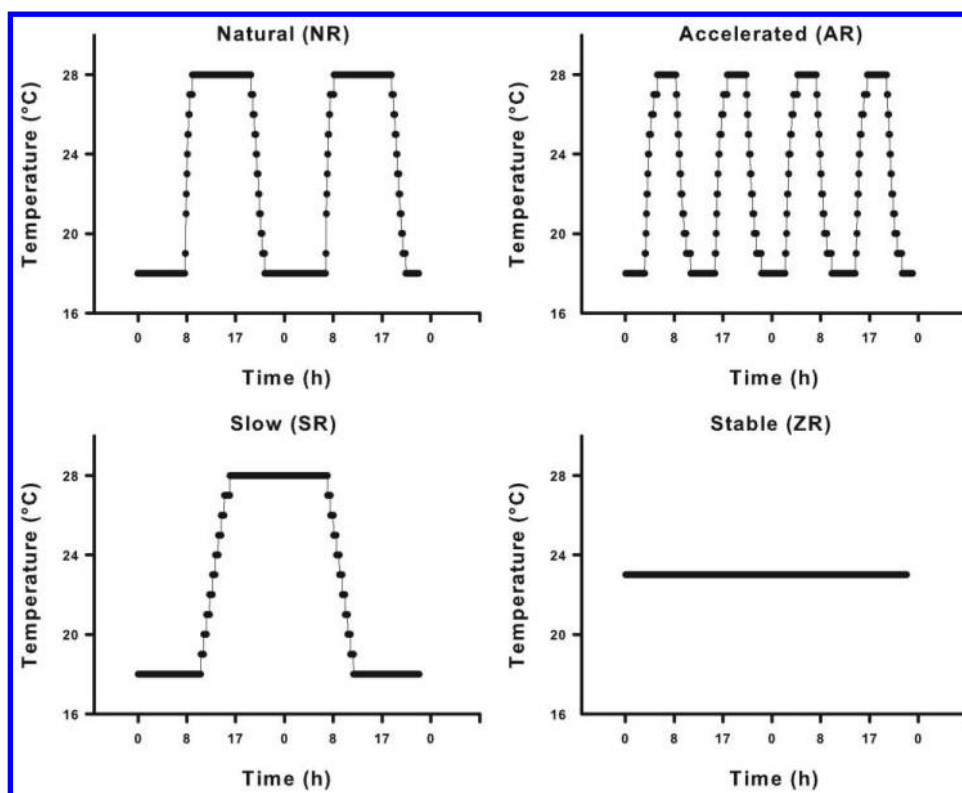 Natural (NR)
28
24
20
16
Temperature (°C)
0 8 17 0 8 17 0
Time (h)
Accelerated (AR)
28
24
20
16
Temperature (°C)
0 8 17 0 8 17 0
Time (h)
Slow (SR)
28
24
20
16
Temperature (°C)
0 8 17 0 8 17 0
Time (h)
Stable (ZR)
28
24
20
16
Temperature (°C)
0 8 17 0 8 17 0
Time (h)